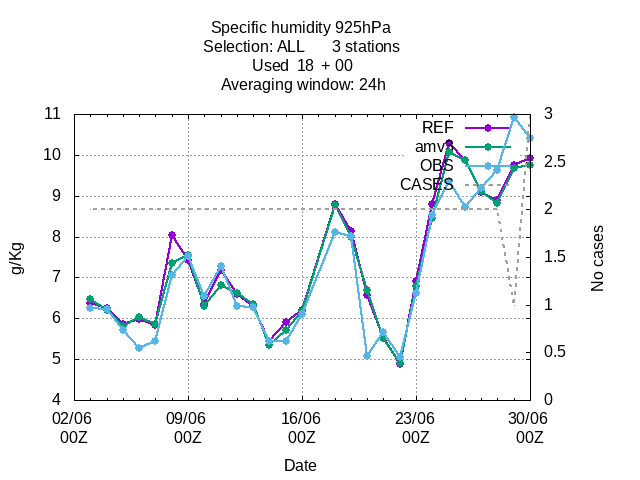 Specific humidity 925hPa
Selection: ALL 3 stations
Used 18 + 00
Averaging window: 24h
g/Kg
No cases
11
10
9
8
7
6
5
4
3
2.5
2
1.5
1
0.5
0
REF
amv
OBS
CASES
02/06 09/06 16/06 23/06 30/06
00Z 00Z 00Z 00Z 00Z
Date